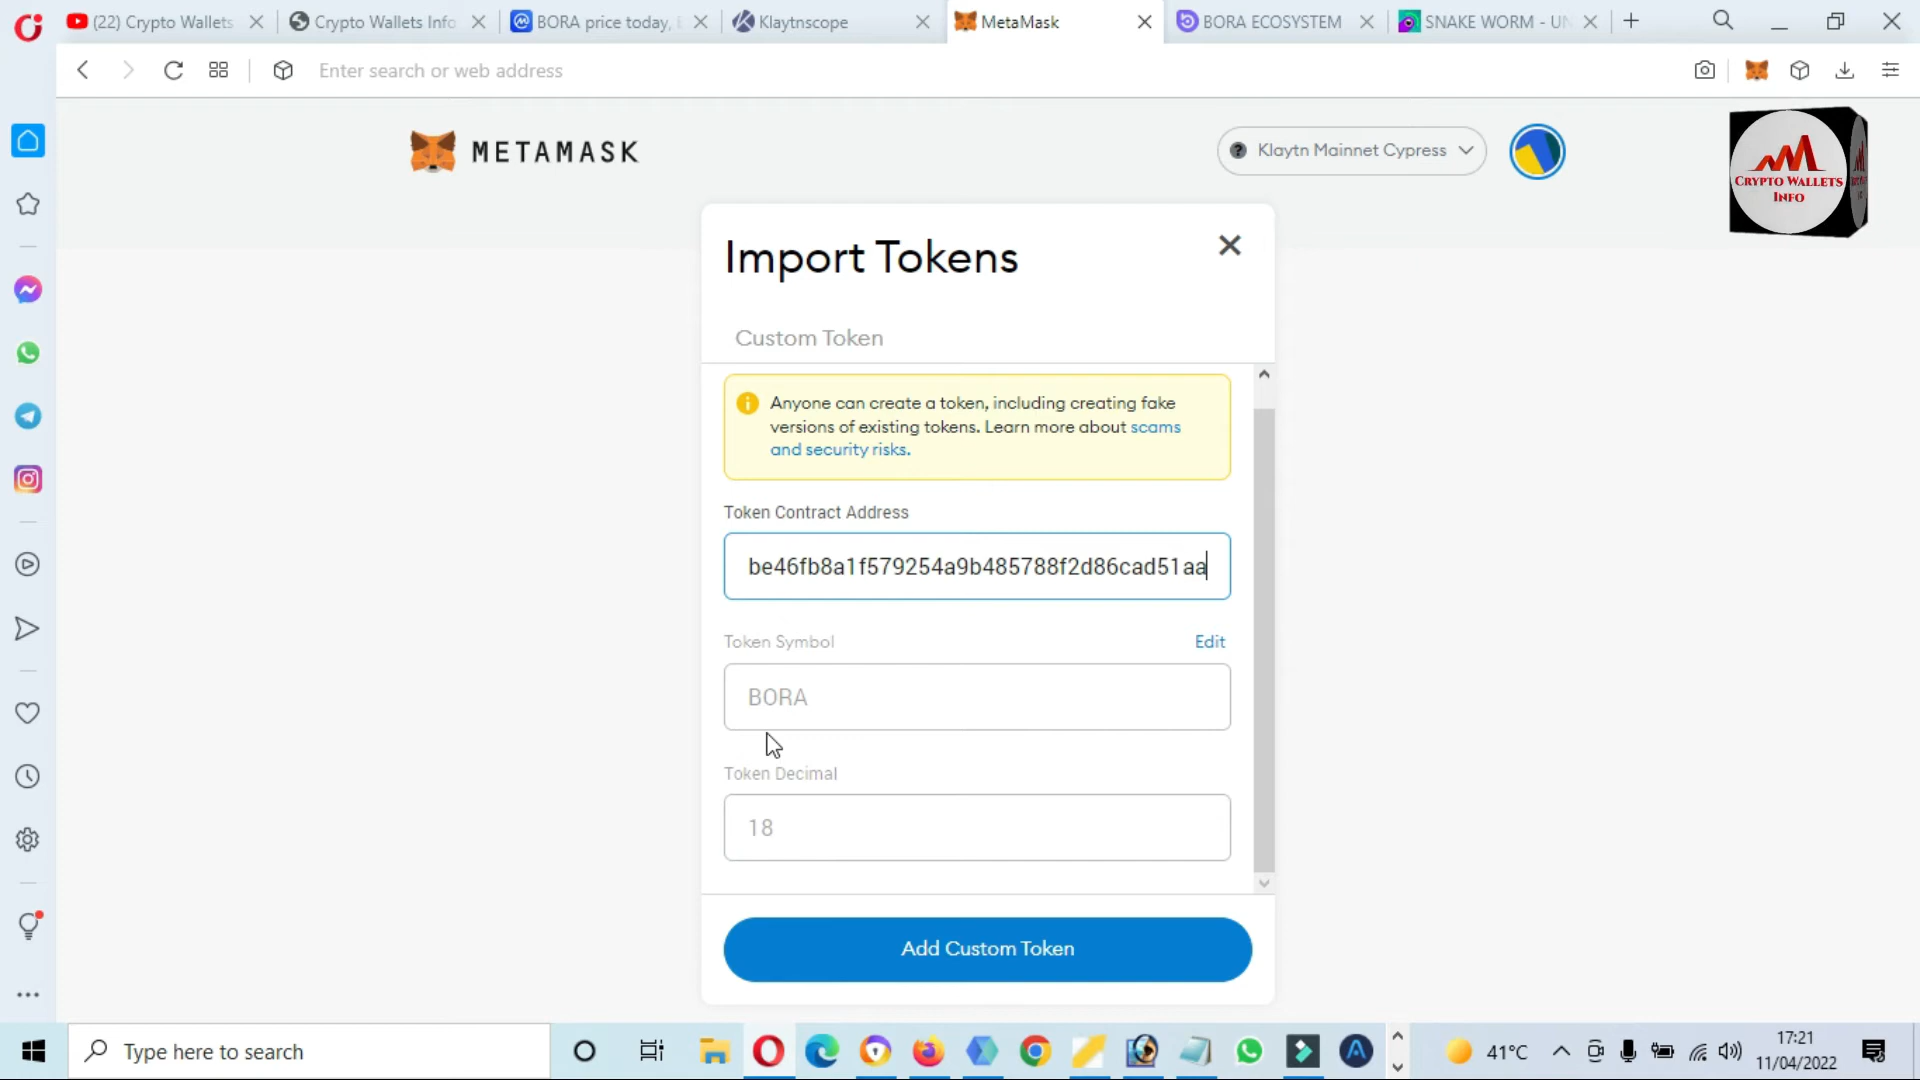 (22) Crypto Wallets
Crypto Wallets Info
BORA price today,
Klaytnscope
MetaMask
BORA ECOSYSTEM
SNAKE WORM - UN
Enter search or web address
METAMASK
Klaytn Mainnet Cypress
CRYPTO WALLETS
INFO
Import Tokens
Custom Token
Anyone can create a token, including creating fake
versions of existing tokens. Learn more about scams
and security risks.
Token Contract Address
be46fb8a1f579254a9b485788f2d86cad51aa
Token Symbol
Edit
BORA
Token Decimal
18
Add Custom Token
Type here to search
41°C
17:21
11/04/2022